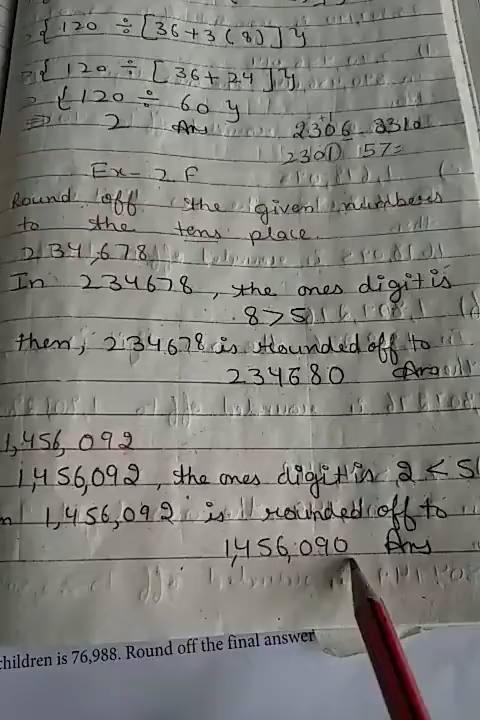 {120 ÷ [36+3(8)]}
{120 ÷ [36+24]}
{120 ÷ 60}
2 Ans
2306 3310
2300 157=
Ex-2F
Round off the given numbers
to the tens place.
234,678
In 234678, the ones digit is
8>5
then, 234678 is rounded off to
234680 Ans
1,456,092
1,456,092, the ones digit is 2<5
1,456,092 is rounded off to
1,456,090 Ans
children is 76,988. Round off the final answer